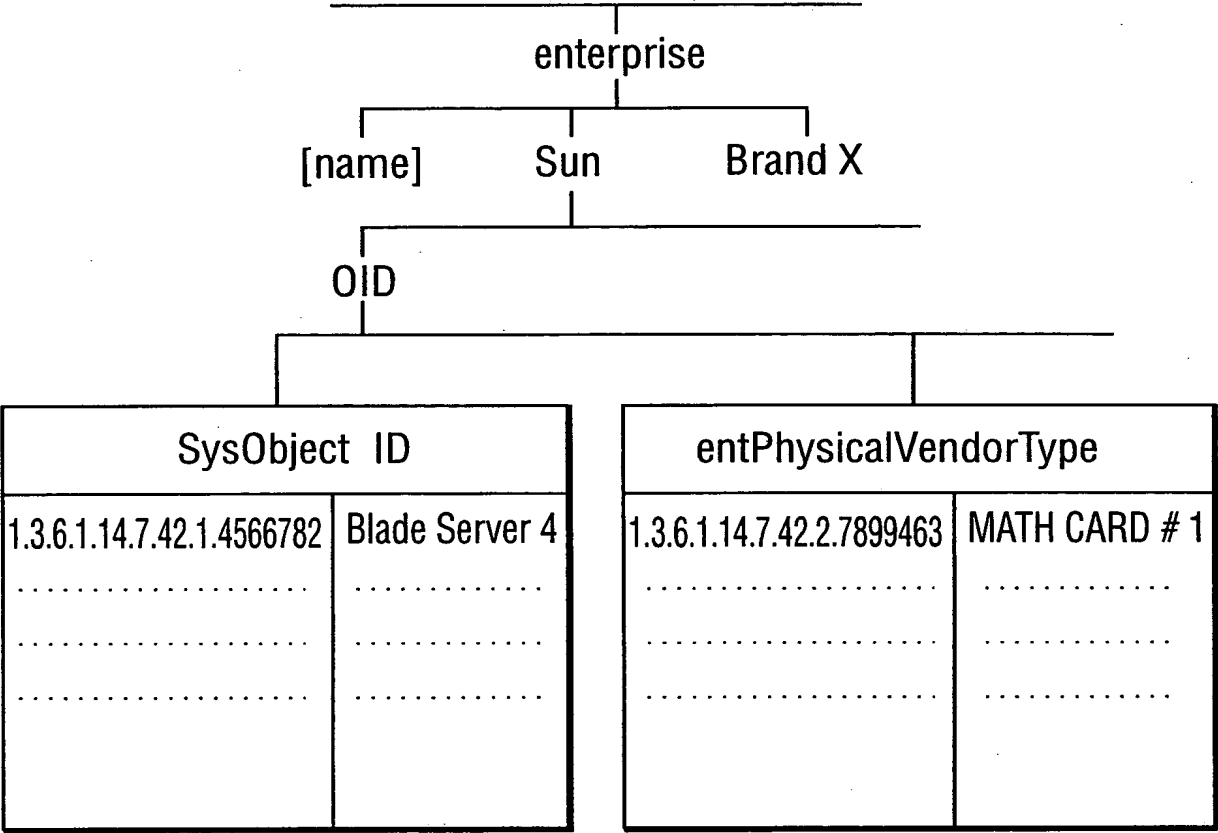 enterprise
[name] Sun Brand X
OID
SysObject ID
1.3.6.1.14.7.42.1.4566782 Blade Server 4
entPhysicalVendorType
1.3.6.1.14.7.42.2.7899463 MATH CARD # 1